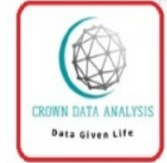 CROWN DATA ANALYSIS
Data Given Life